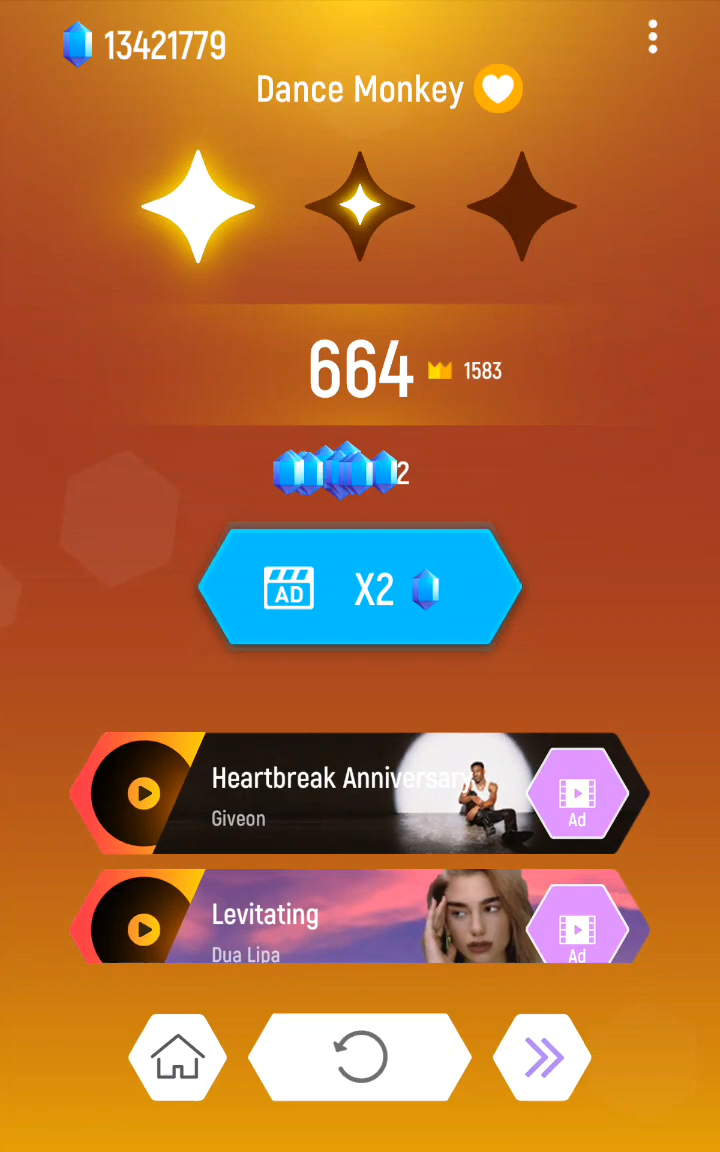 13421779
Dance Monkey
664 1583
2
AD X2
Heartbreak Anniversary
Giveon
Ad
Levitating
Dua Lipa
Ad